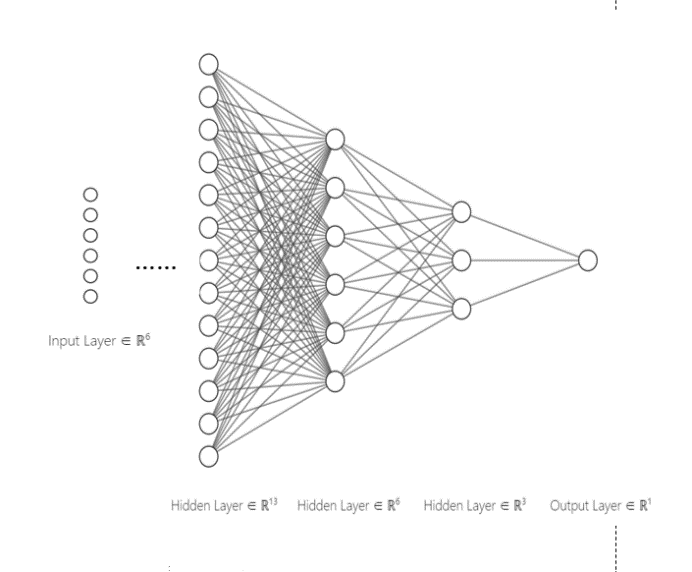 ......
Input Layer ∈ ℝ⁶
Hidden Layer ∈ ℝ¹³ Hidden Layer ∈ ℝ⁶ Hidden Layer ∈ ℝ³ Output Layer ∈ ℝ¹